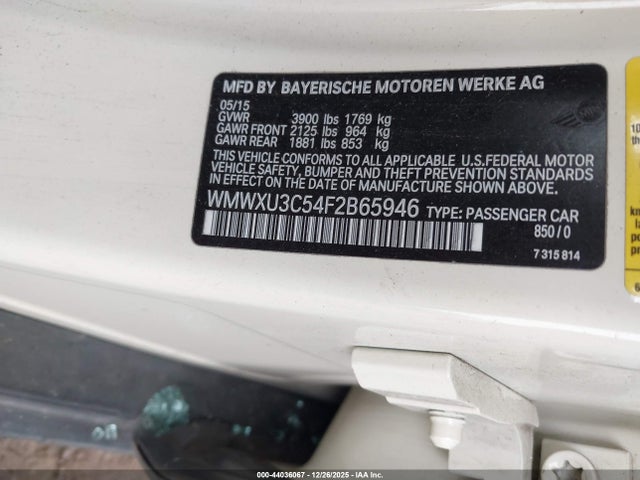 MFD BY BAYERISCHE MOTOREN WERKE AG
05/15
GVWR 3900 lbs 1769 kg
GAWR FRONT 2125 lbs 964 kg
GAWR REAR 1881 lbs 853 kg
THIS VEHICLE CONFORMS TO ALL APPLICABLE U.S.FEDERAL MOTOR
VEHICLE SAFETY, BUMPER AND THEFT PREVENTION STANDARDS
IN EFFECT ON THE DATE OF MANUFACTURE SHOWN ABOVE.
WMWXU3C54F2B65946 TYPE: PASSENGER CAR
850/0
7 315 814
000-44036067 - 12/26/2025 - IAA Inc.